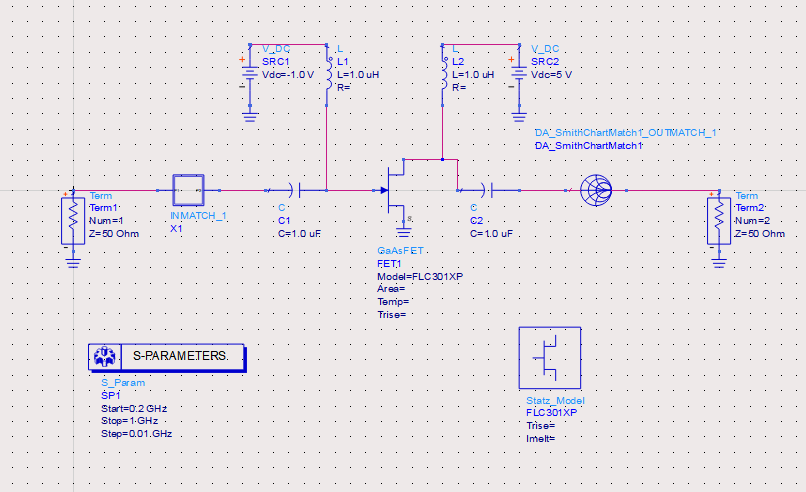 V_DC
SRC1
Vdc=-1.0 V
L
L1
L=1.0 uH
R=
L
L2
L=1.0 uH
R=
V_DC
SRC2
Vdc=5 V
DA_SmithChartMatch1_OUTMATCH_1
DA_SmithChartMatch1
Term
Term1
Num=1
Z=50 Ohm
INMATCH_1
X1
C
C1
C=1.0 uF
S
GaAsFET
FET1
Model=FLC301XP
Area=
Temp=
Trise=
C
C2
C=1.0 uF
Term
Term2
Num=2
Z=50 Ohm
S-PARAMETERS
S_Param
SP1
Start=0.2 GHz
Stop=1 GHz
Step=0.01 GHz
Statz_Model
FLC301XP
Trise=
Imelt=